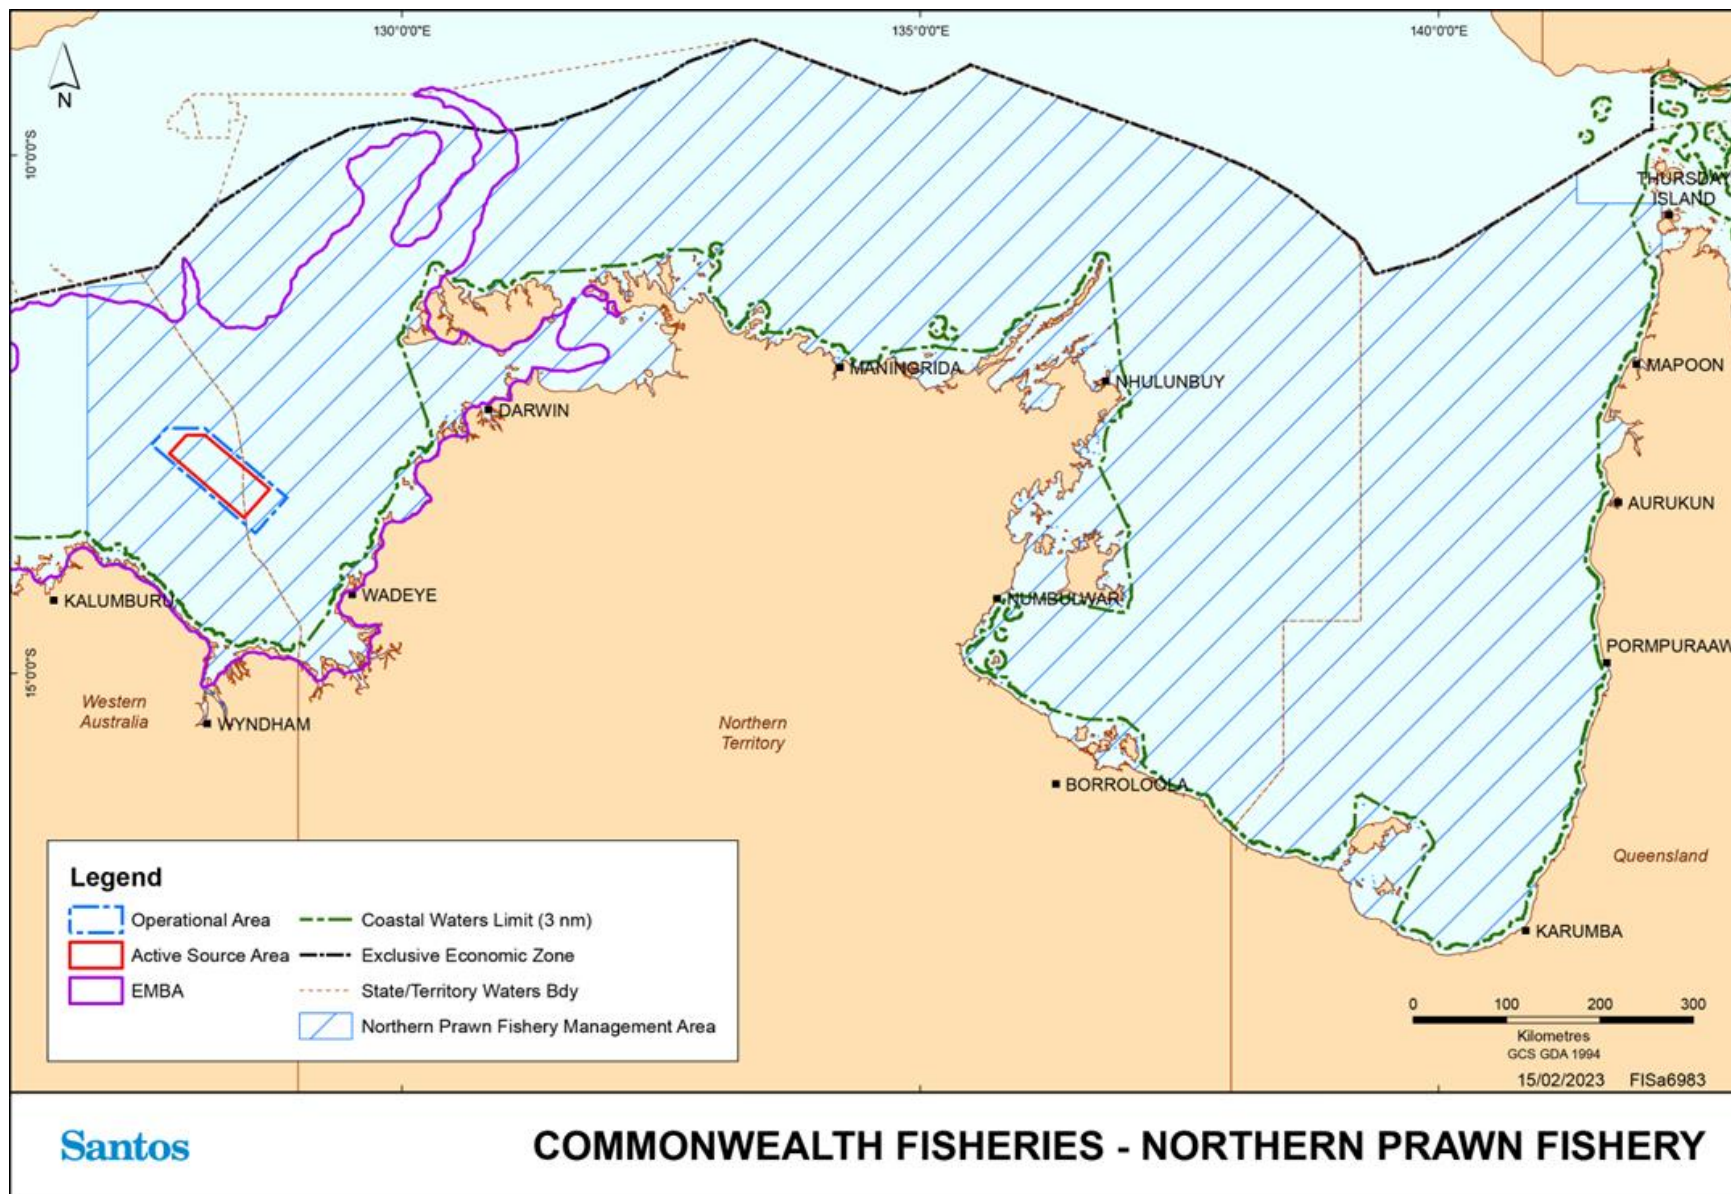 130°0'0"E
135°0'0"E
140°0'0"E
N
10°0'0"S
THURSDAY
ISLAND
MANINGRIDA
MAPOON
NHULUNBUY
DARWIN
AURUKUN
KALUMBURU
WADEYE
NUMBULWAR
PORMPURAAW
15°0'0"S
Western
Australia
WYNDHAM
Northern
Territory
BORROLOOLA
Queensland
KARUMBA
Legend
Operational Area
Coastal Waters Limit (3 nm)
Active Source Area
Exclusive Economic Zone
EMBA
State/Territory Waters Bdy
Northern Prawn Fishery Management Area
0 100 200 300
Kilometres
GCS GDA 1994
15/02/2023 FISa6983
Santos
COMMONWEALTH FISHERIES - NORTHERN PRAWN FISHERY